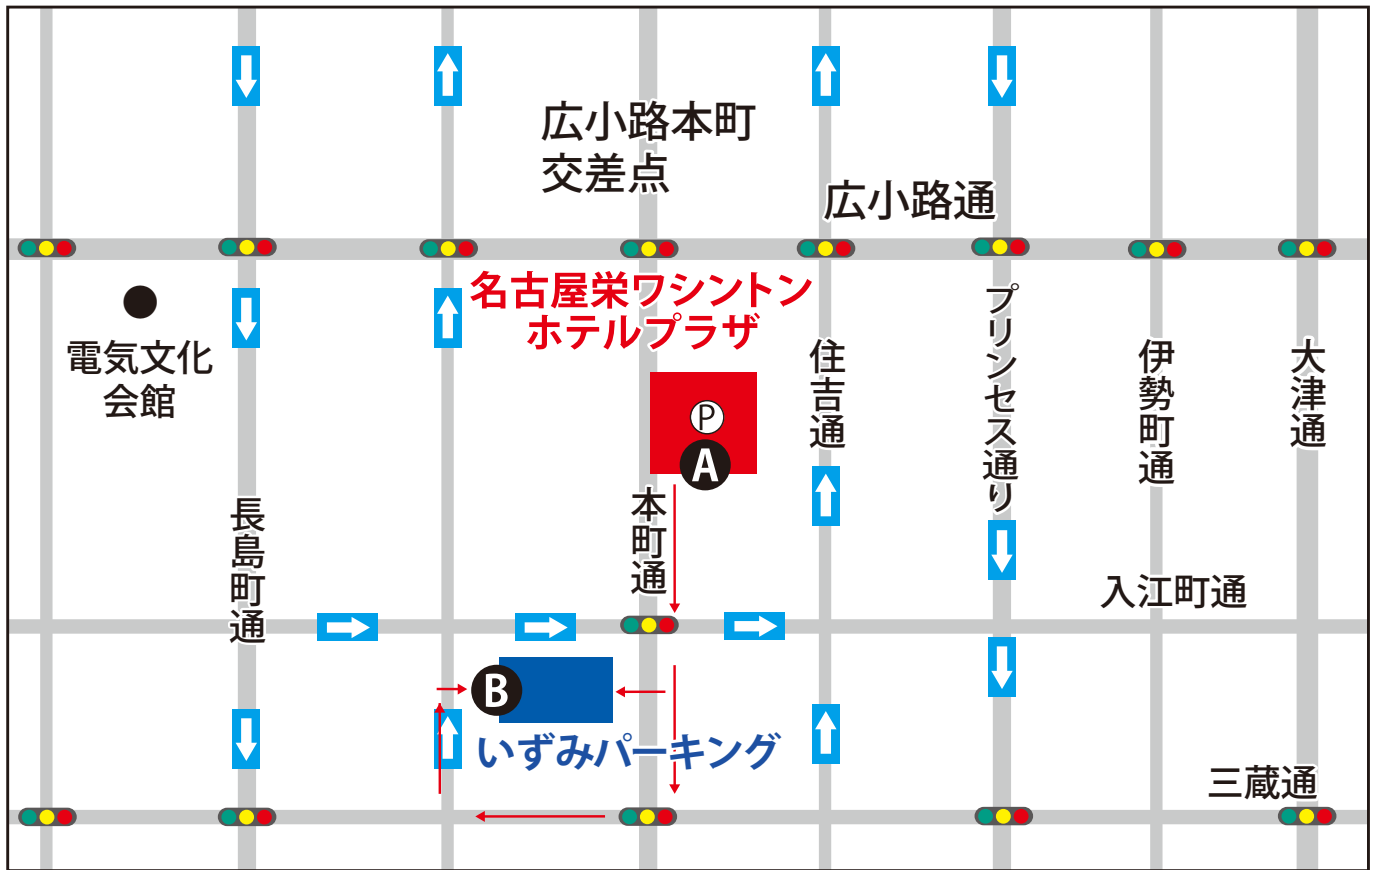 広小路本町
交差点
広小路通
名古屋栄ワシントン
ホテルプラザ
電気文化
会館
P
A
長島町通
本町通
住吉通
プリンセス通り
伊勢町通
大津通
入江町通
B
いずみパーキング
三蔵通